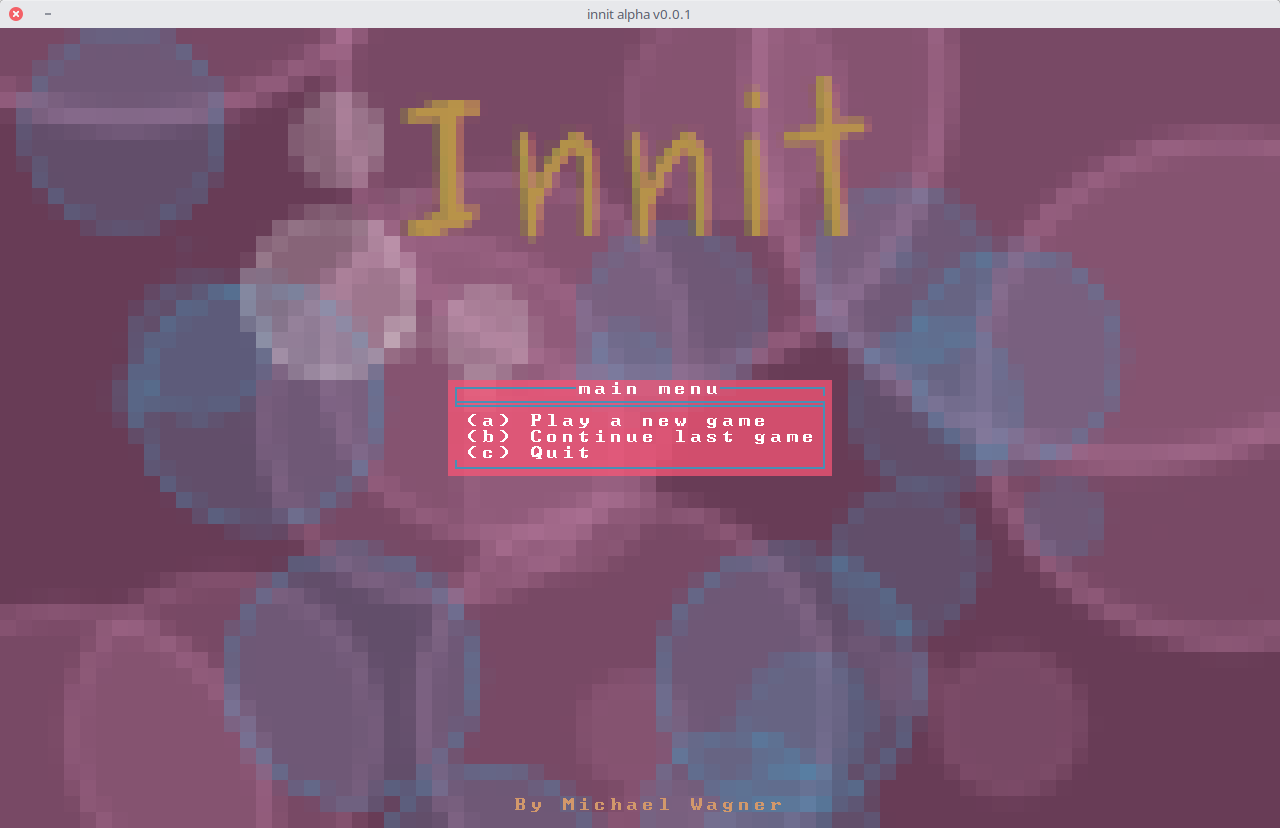 innit alpha v0.0.1
Innit
main menu
(a) Play a new game
(b) Continue last game
(c) Quit
By Michael Wagner